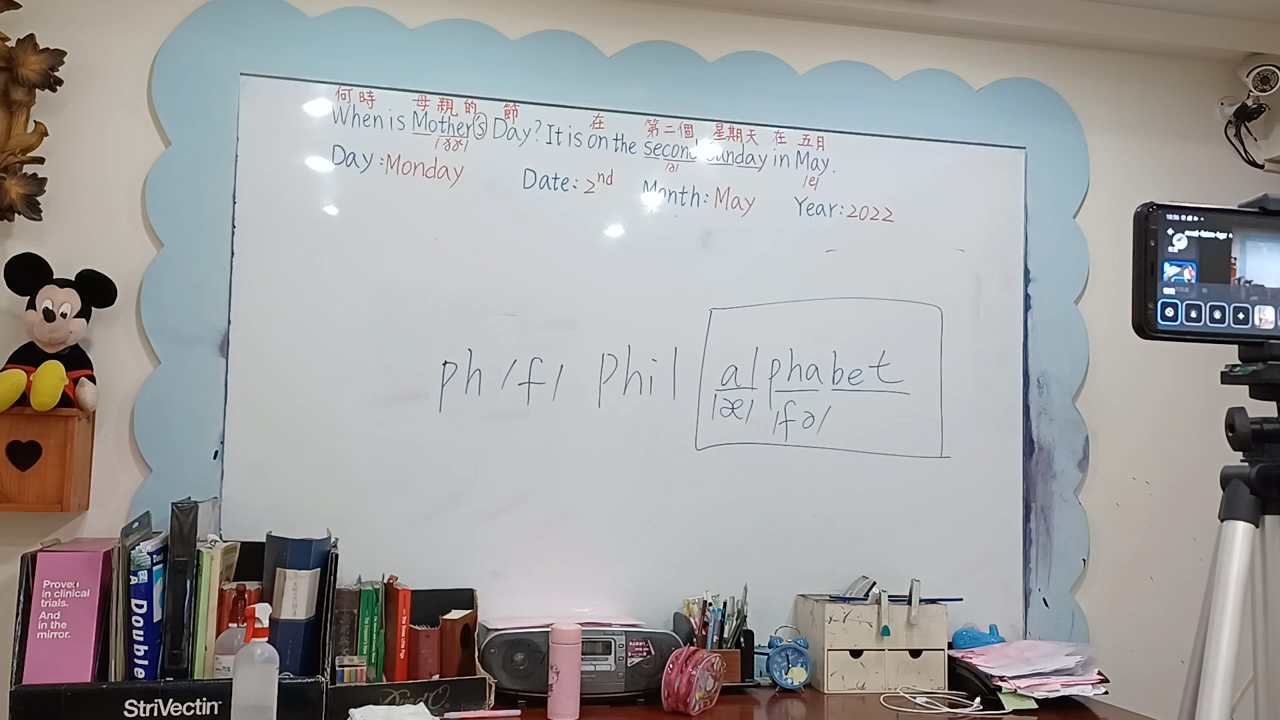 何時 母親的 節 在 第二個 星期天 在 五月
When is Mother's Day? It is on the second Sunday in May.
/ə/ /e/
Day: Monday Date: 2nd Month: May Year: 2022
ph /f/ Phil alphabet
/æ/ /fə/
Proven
in clinical
trials.
And
in the
mirror.
Double
StriVectin